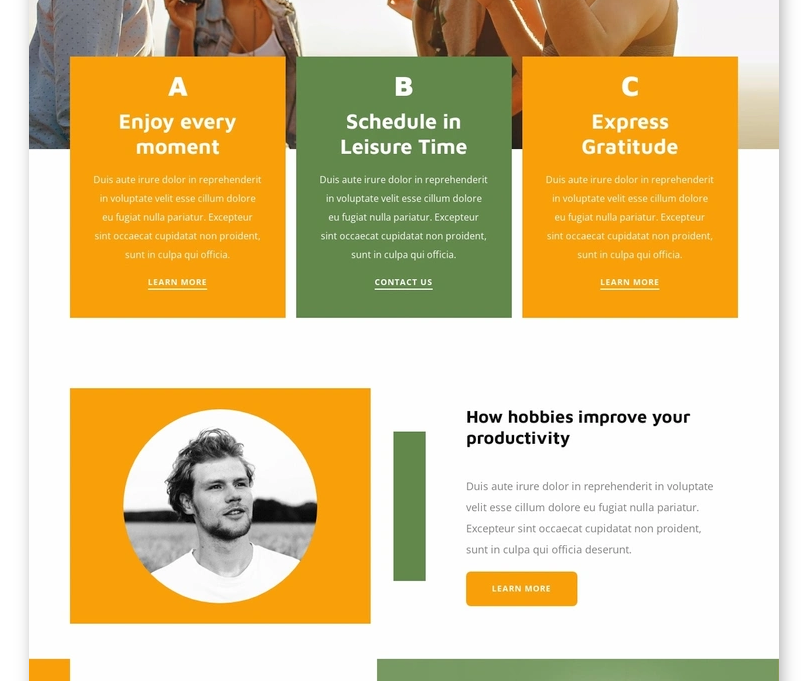 A
Enjoy every
moment
Duis aute irure dolor in reprehenderit
in voluptate velit esse cillum dolore
eu fugiat nulla pariatur. Excepteur
sint occaecat cupidatat non proident,
sunt in culpa qui officia.
LEARN MORE
B
Schedule in
Leisure Time
Duis aute irure dolor in reprehenderit
in voluptate velit esse cillum dolore
eu fugiat nulla pariatur. Excepteur
sint occaecat cupidatat non proident,
sunt in culpa qui officia.
CONTACT US
C
Express
Gratitude
Duis aute irure dolor in reprehenderit
in voluptate velit esse cillum dolore
eu fugiat nulla pariatur. Excepteur
sint occaecat cupidatat non proident,
sunt in culpa qui officia.
LEARN MORE
How hobbies improve your
productivity
Duis aute irure dolor in reprehenderit in voluptate
velit esse cillum dolore eu fugiat nulla pariatur.
Excepteur sint occaecat cupidatat non proident,
sunt in culpa qui officia deserunt.
LEARN MORE